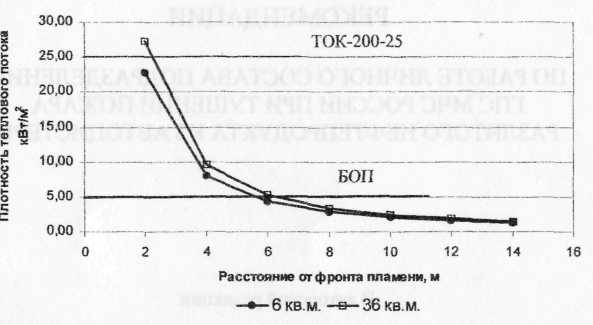 Плотность теплового потока
кВт/м²
30,00
25,00
20,00
15,00
10,00
5,00
0,00
ТОК-200-25
БОП
0 2 4 6 8 10 12 14 16
Расстояние от фронта пламени, м
6 кв.м. 36 кв.м.
РЕКОМЕНДАЦИИ
ПО РАБОТЕ ЛИЧНОГО СОСТАВА ПОДРАЗДЕЛЕНИЙ
ГПС МЧС РОССИИ ПРИ ТУШЕНИИ ПОЖАРА
РАЗЛИТОГО НЕФТЕПРОДУКТА